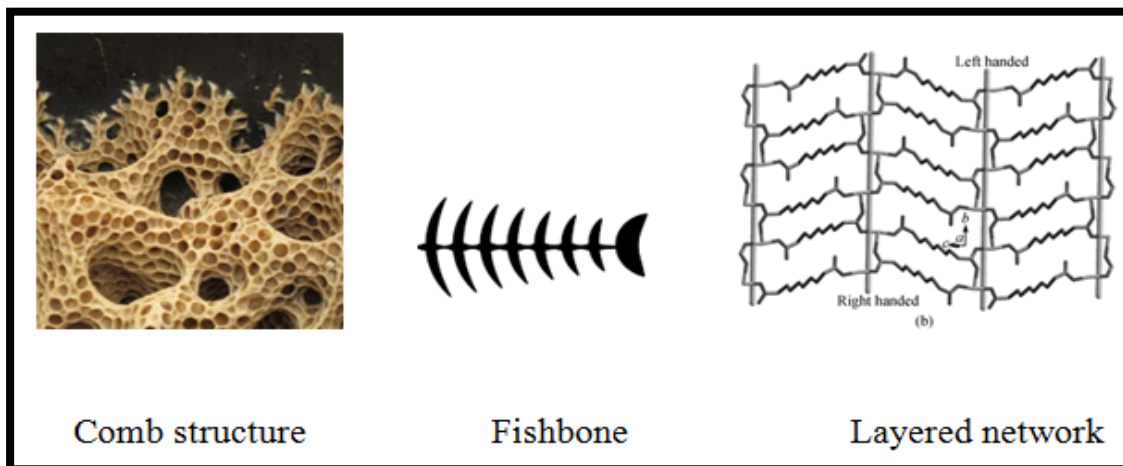 Left handed
b
c a
Right handed
(b)
Comb structure
Fishbone
Layered network